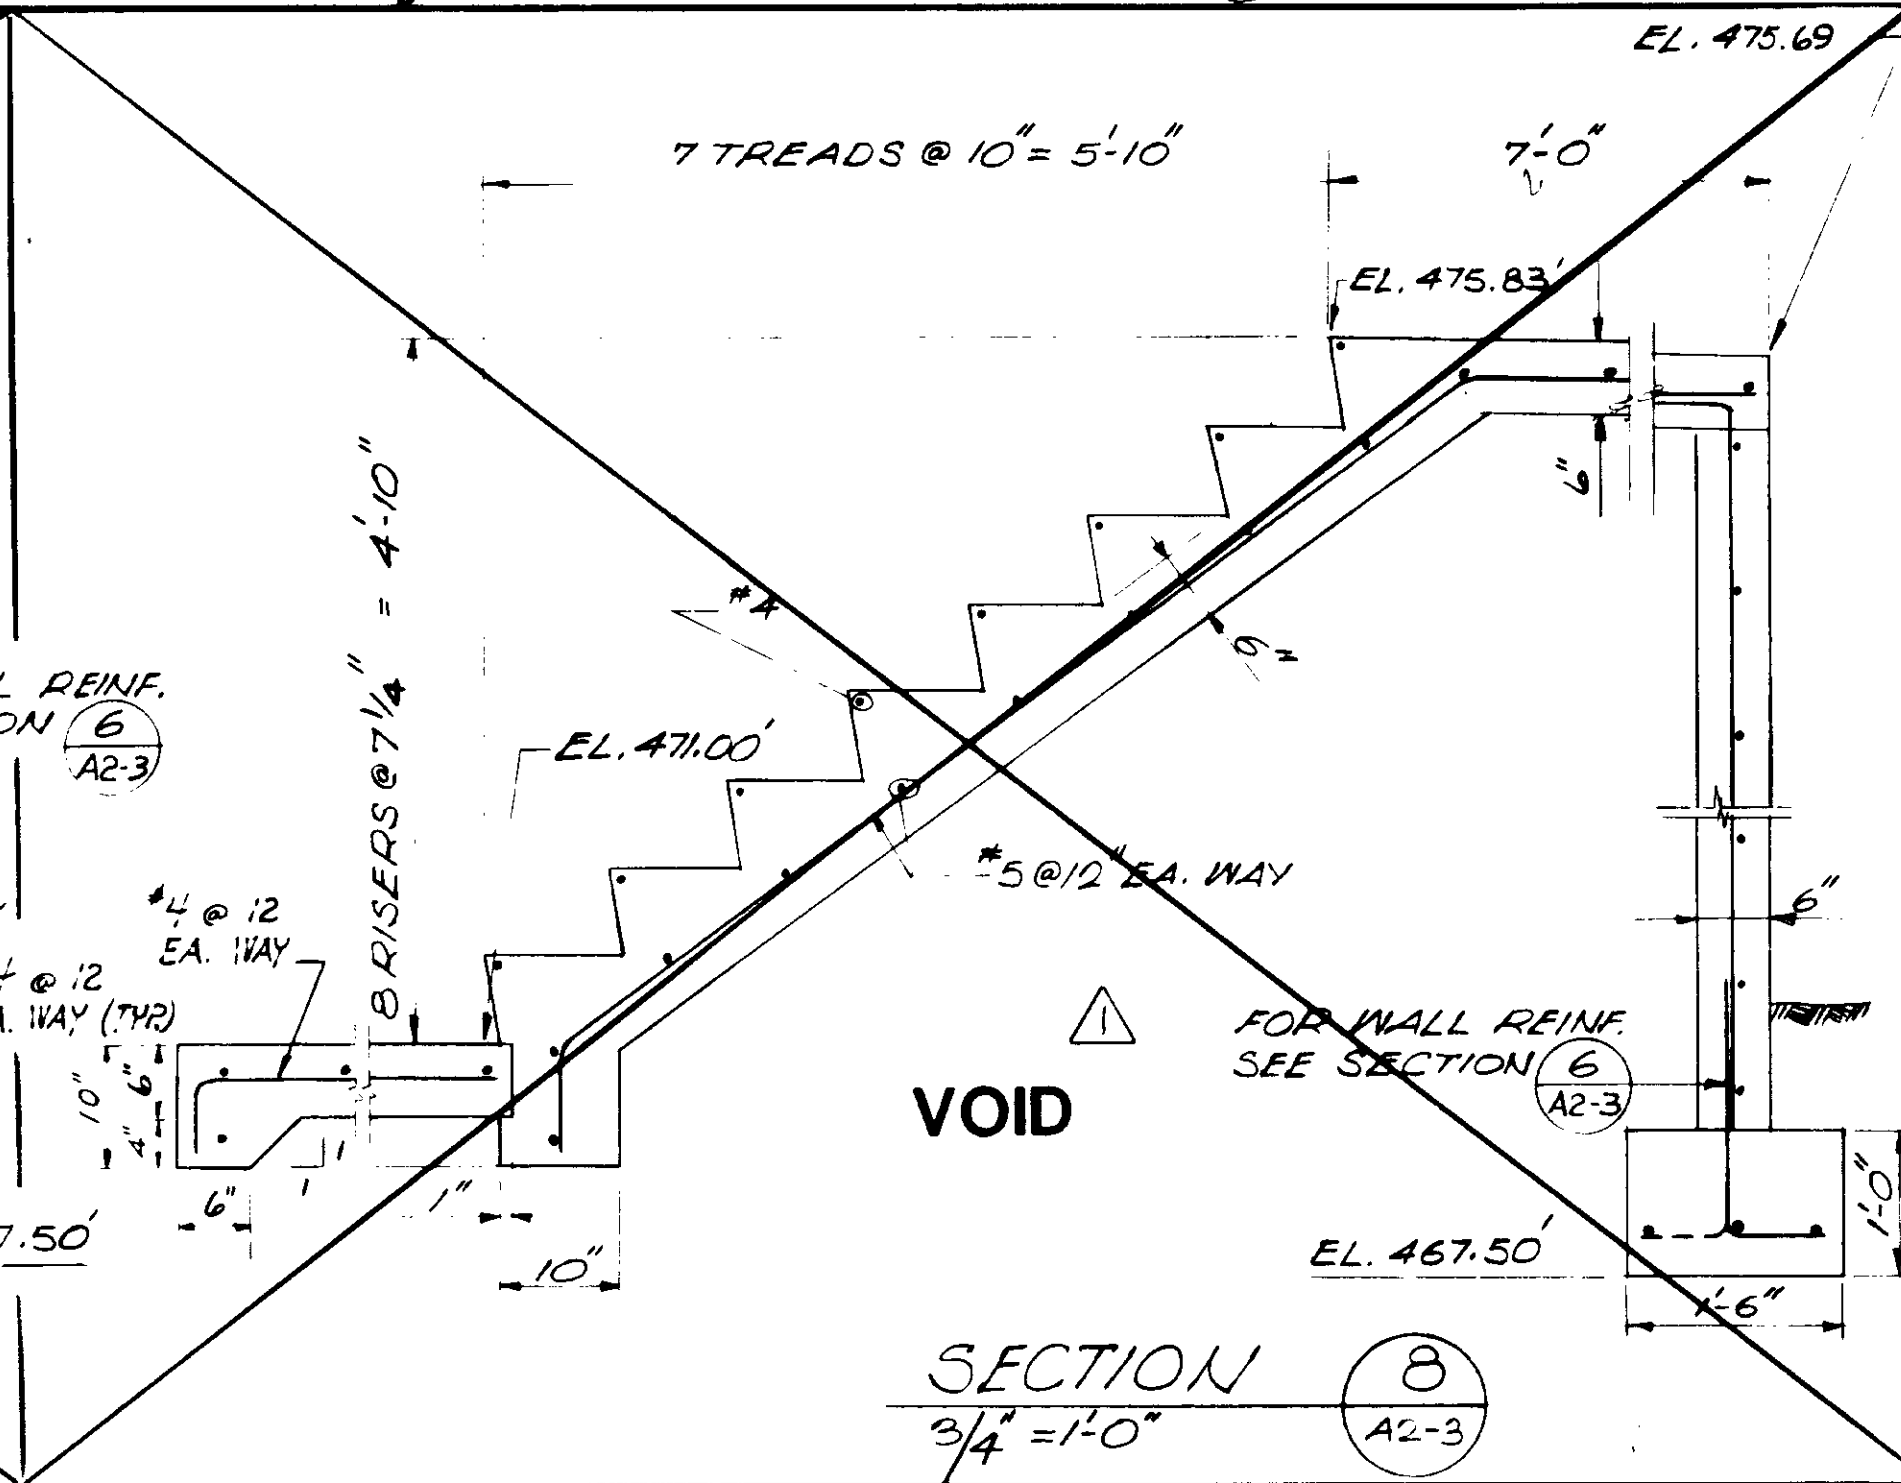 EL. 475.69
7 TREADS @ 10" = 5'-10"
7'-0"
EL. 475.83'
8 RISERS @ 7 1/4" = 4'-10"
6"
#4
6"
REINF.
6
A2-3
EL. 471.00'
#5 @ 12" EA. WAY
6"
#4 @ 12
EA. WAY
@ 12
WAY (TYP.)
10"
6"
4"
1
1
6"
1"
10"
1
VOID
FOR WALL REINF.
SEE SECTION
6
A2-3
7.50'
EL. 467.50'
1'-0"
1'-6"
SECTION
3/4" = 1'-0"
8
A2-3